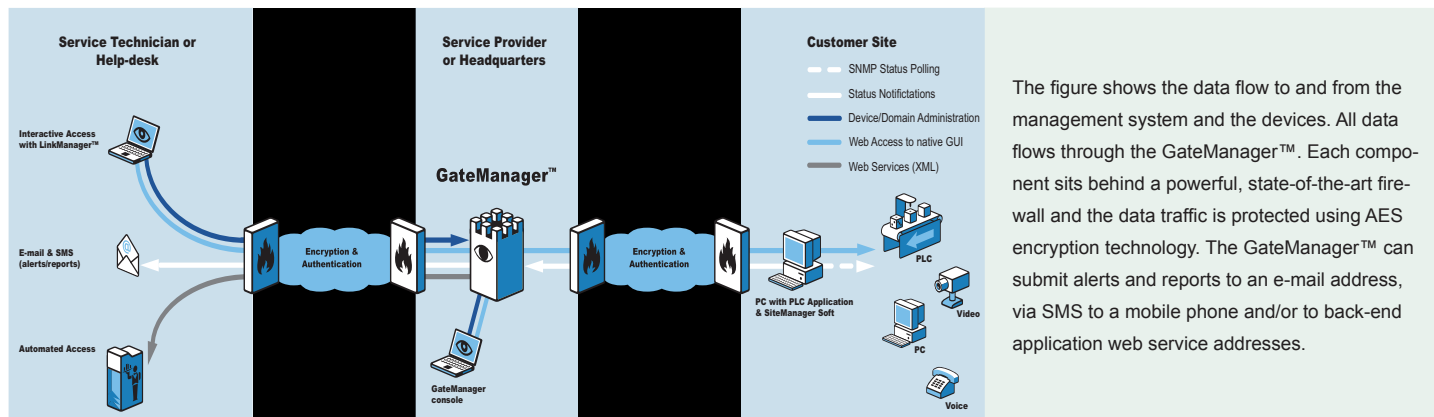 Service Technician or
Help-desk
Interactive Access
with LinkManager™
E-mail & SMS
(alerts/reports)
Automated Access
Encryption &
Authentication
Service Provider
or Headquarters
GateManager™
GateManager
console
Encryption &
Authentication
Customer Site
SNMP Status Polling
Status Notifictations
Device/Domain Administration
Web Access to native GUI
Web Services (XML)
PLC
PC with PLC Application
& SiteManager Soft
Video
PC
Voice
The figure shows the data flow to and from the
management system and the devices. All data
flows through the GateManager™. Each compo-
nent sits behind a powerful, state-of-the-art fire-
wall and the data traffic is protected using AES
encryption technology. The GateManager™ can
submit alerts and reports to an e-mail address,
via SMS to a mobile phone and/or to back-end
application web service addresses.